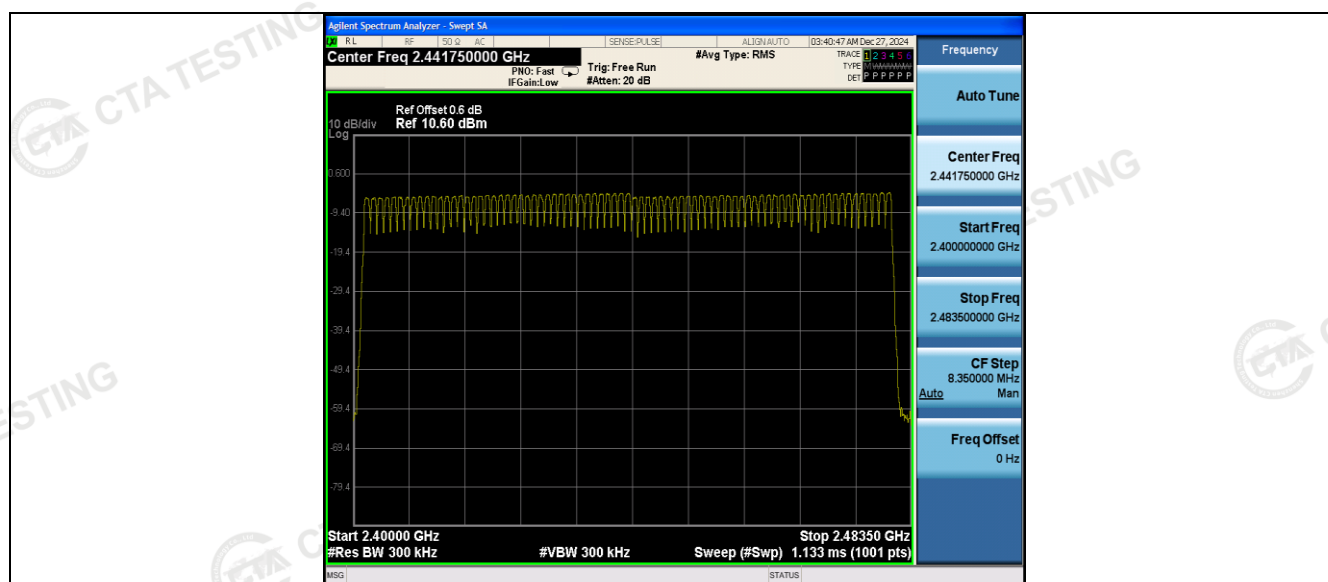 Agilent Spectrum Analyzer - Swept SA
RL RF 50 Ω AC SENSE:PULSE ALIGNAUTO 03:40:47 AM Dec 27, 2024
Center Freq 2.441750000 GHz
#Avg Type: RMS
TRACE 1 2 3 4 5 6
PNO: Fast
Trig: Free Run
TYPE
IFGain:Low
#Atten: 20 dB
DET P P P P P P
Frequency
Auto Tune
Ref Offset 0.6 dB
10 dB/div Ref 10.60 dBm
Log
0.600
-9.40
-19.4
-29.4
-39.4
-49.4
-59.4
-69.4
-79.4
Center Freq
2.441750000 GHz
Start Freq
2.400000000 GHz
Stop Freq
2.483500000 GHz
CF Step
8.350000 MHz
Auto Man
Freq Offset
0 Hz
Start 2.40000 GHz Stop 2.48350 GHz
#Res BW 300 kHz #VBW 300 kHz Sweep (#Swp) 1.133 ms (1001 pts)
MSG STATUS
CTA TESTING
CTA
ESTING
ESTING
CTA
C